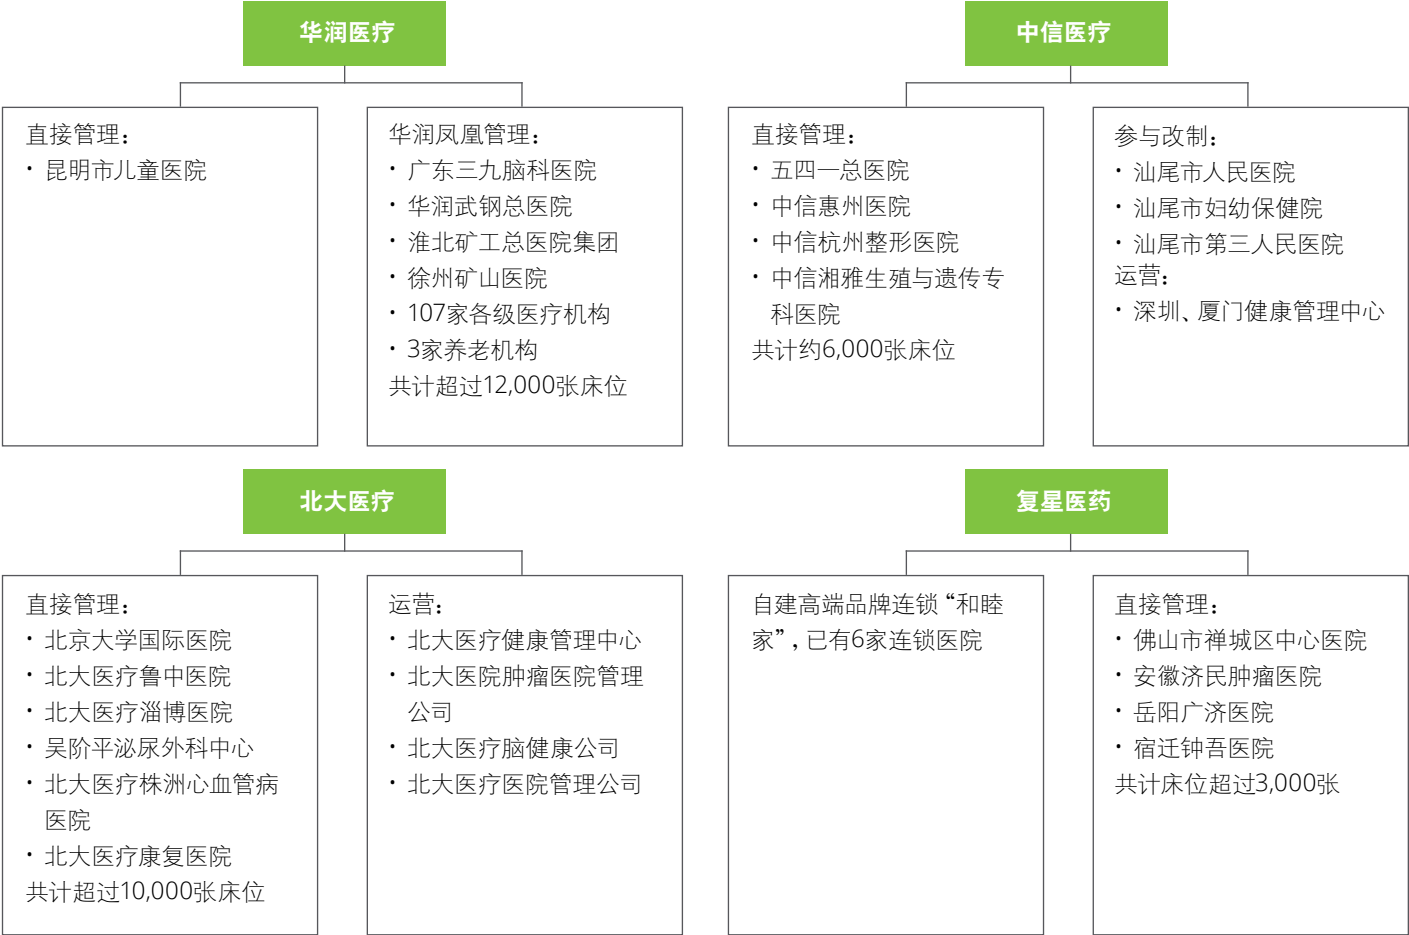 华润医疗
直接管理：
• 昆明市儿童医院
华润凤凰管理：
• 广东三九脑科医院
• 华润武钢总医院
• 淮北矿工总医院集团
• 徐州矿山医院
• 107家各级医疗机构
• 3家养老机构
共计超过12,000张床位
中信医疗
直接管理：
• 五四一总医院
• 中信惠州医院
• 中信杭州整形医院
• 中信湘雅生殖与遗传专
科医院
共计约6,000张床位
参与改制：
• 汕尾市人民医院
• 汕尾市妇幼保健院
• 汕尾市第三人民医院
运营：
• 深圳、厦门健康管理中心
北大医疗
直接管理：
• 北京大学国际医院
• 北大医疗鲁中医院
• 北大医疗淄博医院
• 吴阶平泌尿外科中心
• 北大医疗株洲心血管病
医院
• 北大医疗康复医院
共计超过10,000张床位
运营：
• 北大医疗健康管理中心
• 北大医院肿瘤医院管理
公司
• 北大医疗脑健康公司
• 北大医疗医院管理公司
复星医药
自建高端品牌连锁“和睦
家”，已有6家连锁医院
直接管理：
• 佛山市禅城区中心医院
• 安徽济民肿瘤医院
• 岳阳广济医院
• 宿迁钟吾医院
共计床位超过3,000张